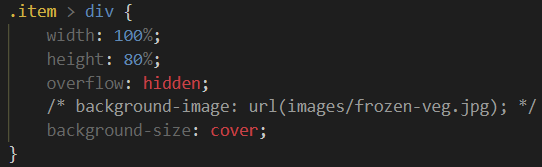 .item > div {
    width: 100%;
    height: 80%;
    overflow: hidden;
    /* background-image: url(images/frozen-veg.jpg); */
    background-size: cover;
}